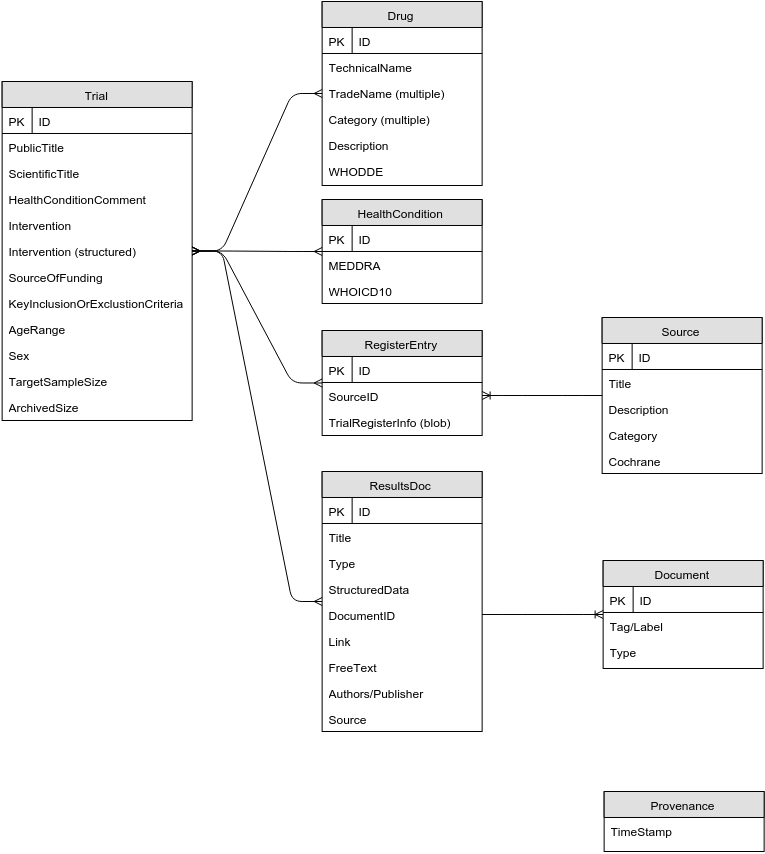 Trial
PK ID
PublicTitle
ScientificTitle
HealthConditionComment
Intervention
Intervention (structured)
SourceOfFunding
KeyInclusionOrExclustionCriteria
AgeRange
Sex
TargetSampleSize
ArchivedSize
Drug
PK ID
TechnicalName
TradeName (multiple)
Category (multiple)
Description
WHODDE
HealthCondition
PK ID
MEDDRA
WHOICD10
RegisterEntry
PK ID
SourceID
TrialRegisterInfo (blob)
ResultsDoc
PK ID
Title
Type
StructuredData
DocumentID
Link
FreeText
Authors/Publisher
Source
Source
PK ID
Title
Description
Category
Cochrane
Document
PK ID
Tag/Label
Type
Provenance
TimeStamp